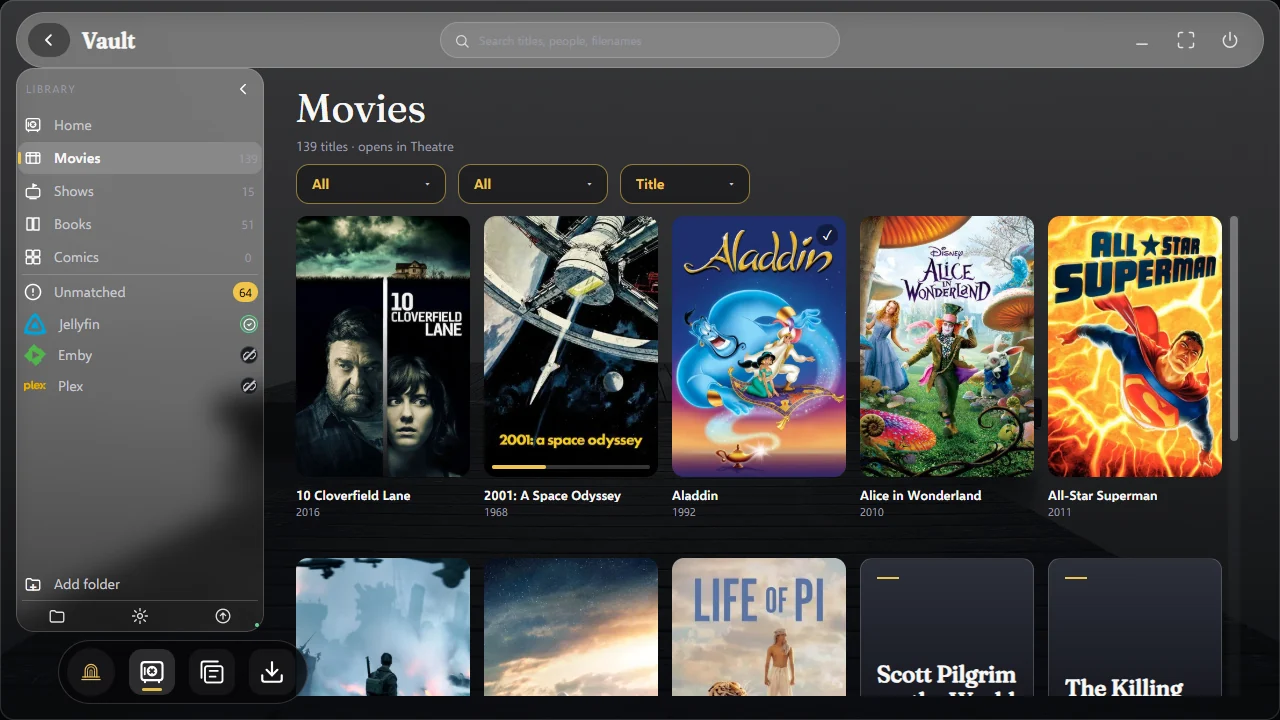 Vault
Search titles, people, filenames
LIBRARY
Home
Movies 139
Shows 15
Books 51
Comics 0
Unmatched 64
Jellyfin
Emby
plex Plex
Add folder
Movies
139 titles · opens in Theatre
All
All
Title
10
CLOVERFIELD
LANE
2001: a space odyssey
Aladdin
DISNEY
ALICE
IN
WONDERLAND
ALL★STAR
SUPERMAN
10 Cloverfield Lane
2016
2001: A Space Odyssey
1968
Aladdin
1992
Alice in Wonderland
2010
All-Star Superman
2011
LIFE OF PI
Scott Pilgrim
The Killing